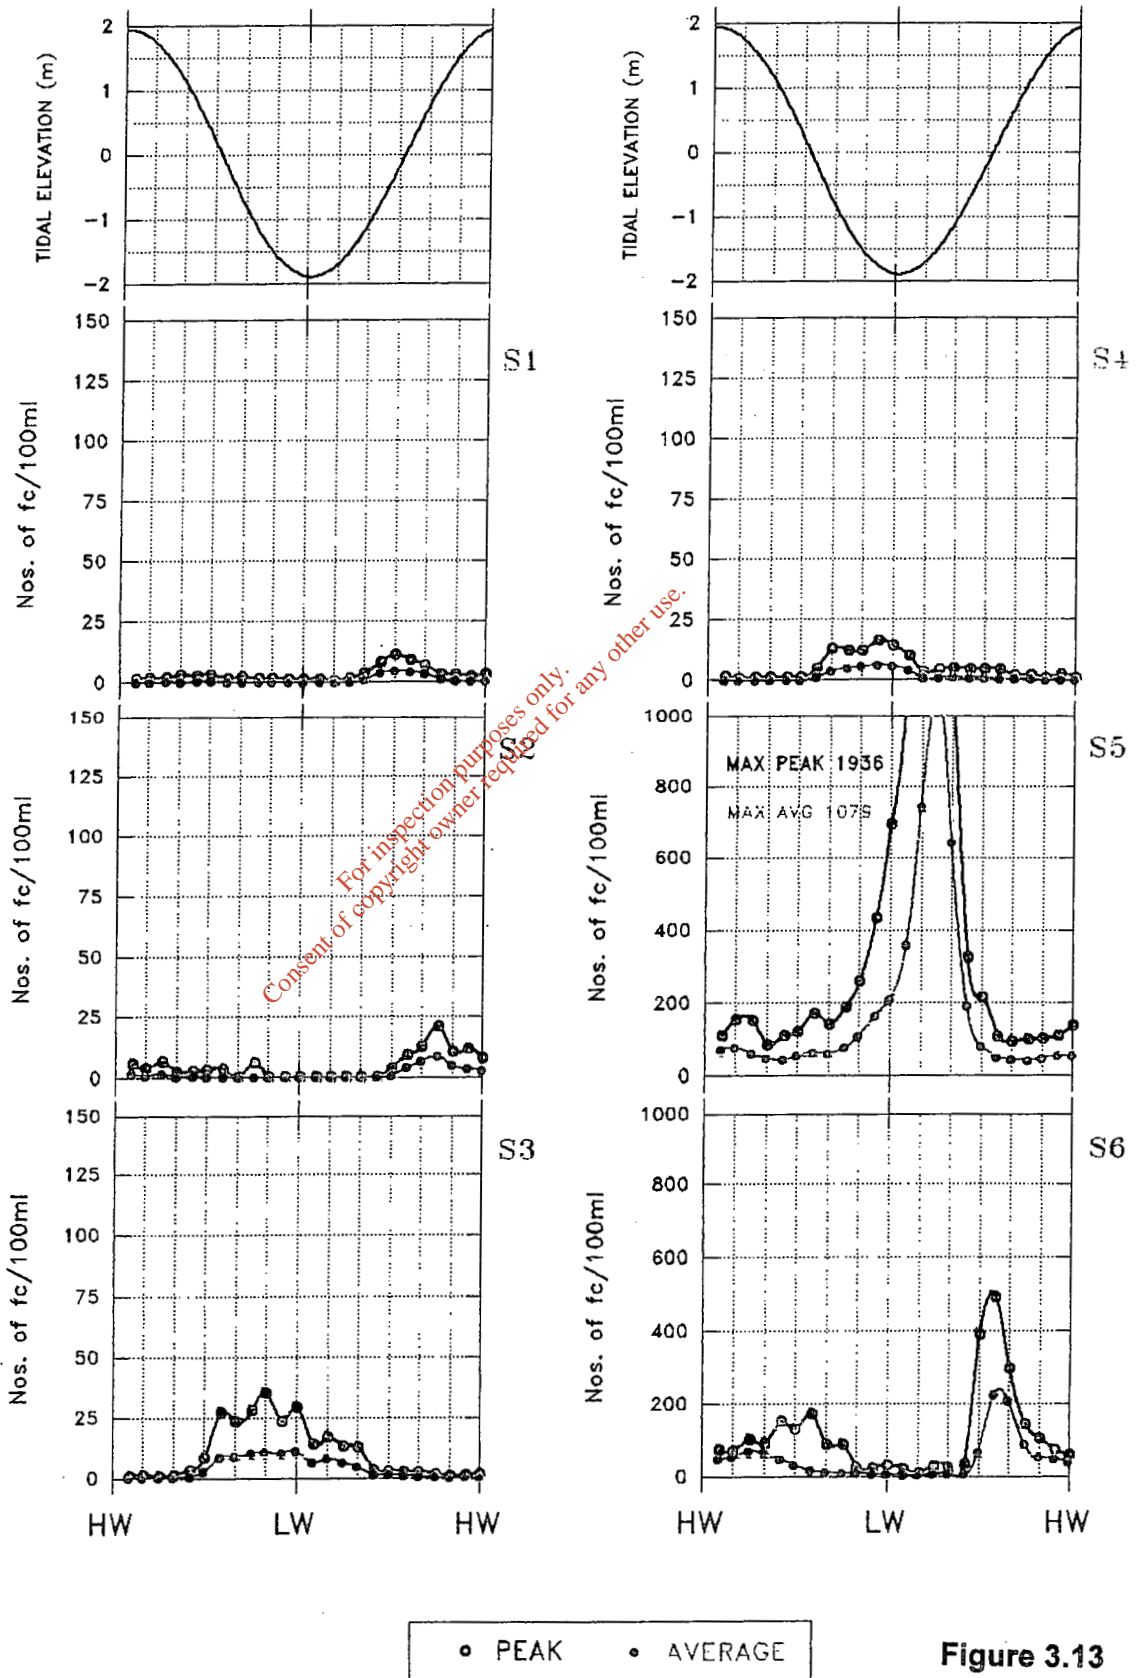 2
1
0
-1
-2
TIDAL ELEVATION (m)
2
1
0
-1
-2
TIDAL ELEVATION (m)
150
125
100
75
50
25
0
Nos. of fc/100ml
S1
150
125
100
75
50
25
0
Nos. of fc/100ml
S4
150
125
100
75
50
25
0
Nos. of fc/100ml
S2
1000
800
600
400
200
0
Nos. of fc/100ml
MAX PEAK 1936
MAX AVG 1079
S5
150
125
100
75
50
25
0
Nos. of fc/100ml
S3
1000
800
600
400
200
0
Nos. of fc/100ml
S6
HW LW HW
HW LW HW
For inspection purposes only.
Consent of copyright owner required for any other use.
PEAK AVERAGE
Figure 3.13